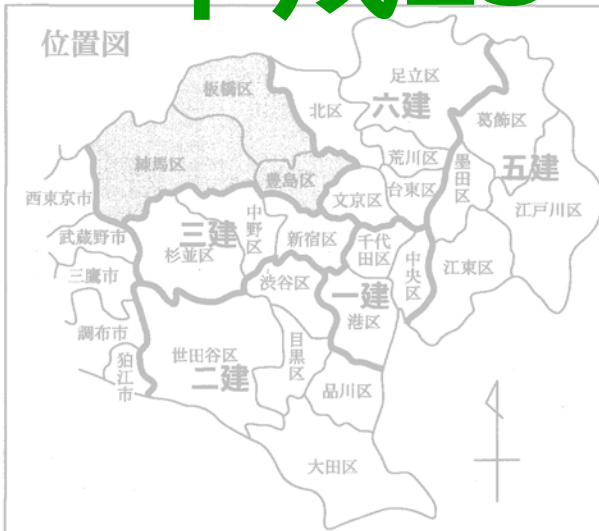 位置図
足立区
板橋区
北区
六建
葛飾区
練馬区
荒川区
五建
豊島区
墨田区
文京区
台東区
西東京市
江戸川区
中野区
武蔵野市
三建
新宿区
千代田区
杉並区
江東区
三鷹市
渋谷区
中央区
一建
港区
調布市
世田谷区
目黒区
狛江市
二建
品川区
大田区